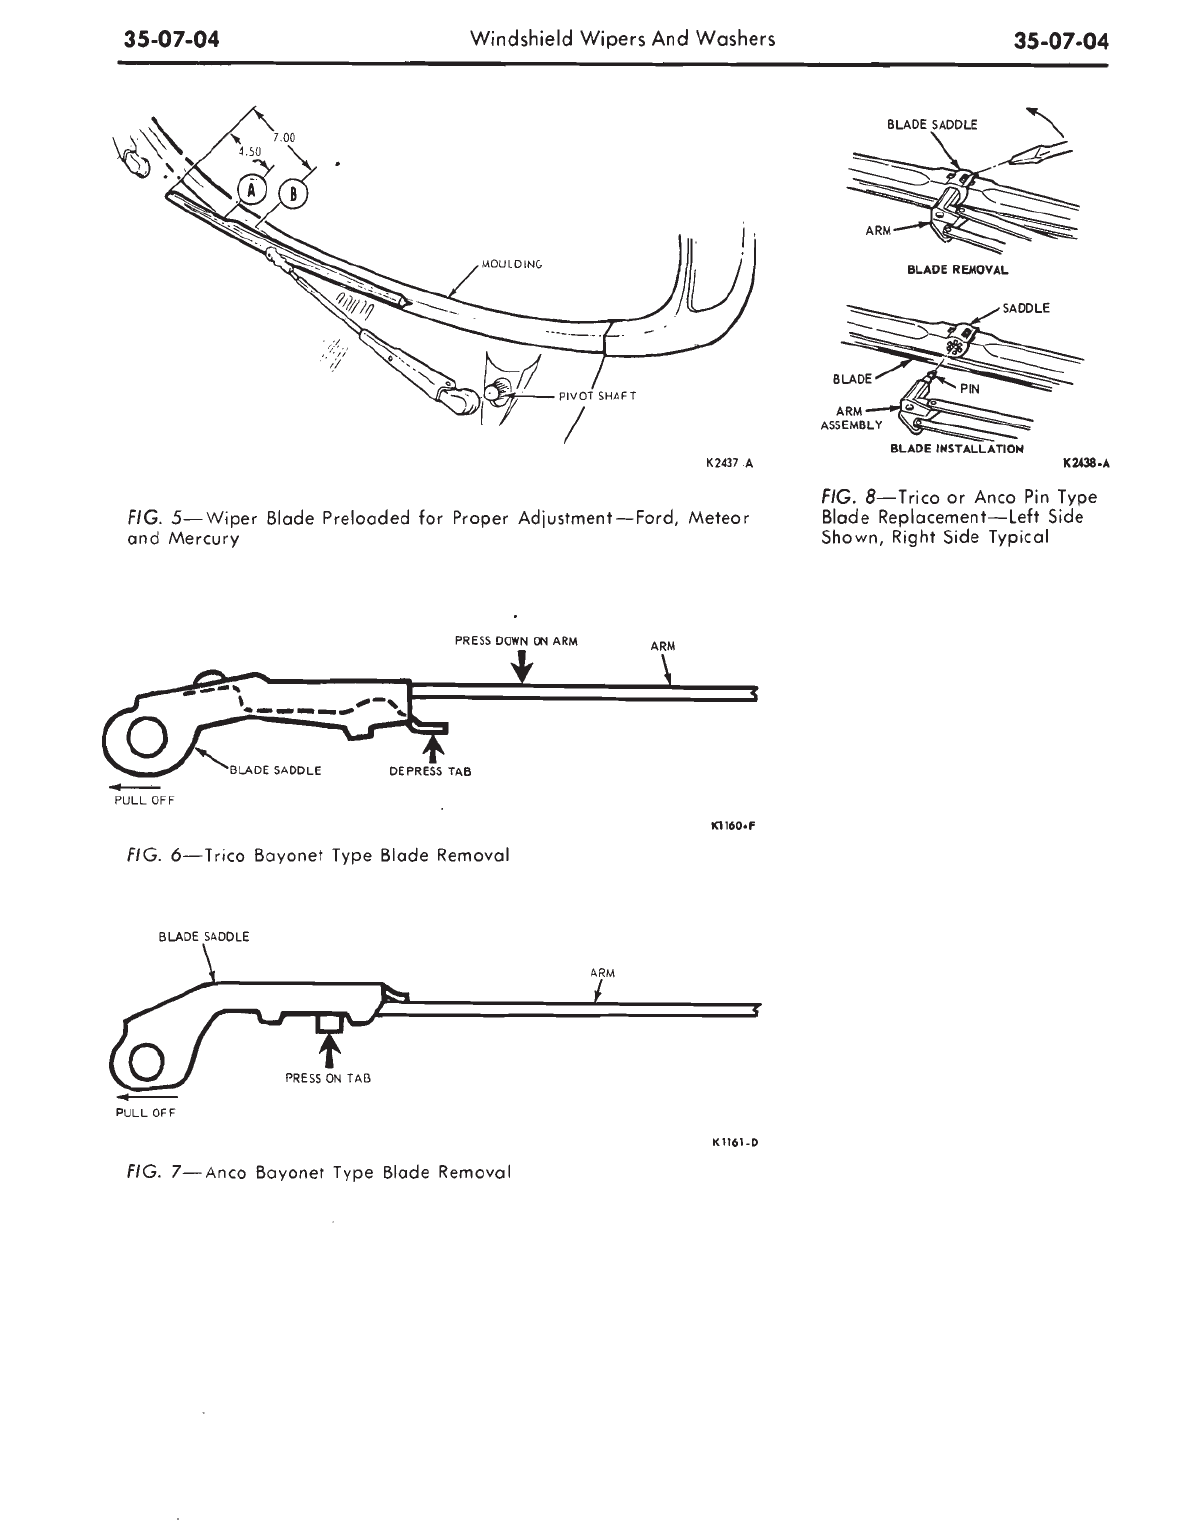 35-07-04
Windshield Wipers And Washers
35-07-04
7.00
4.50
A
B
MOULDING
PIVOT SHAFT
K2437-A
FIG. 5—Wiper Blade Preloaded for Proper Adjustment—Ford, Meteor
and Mercury
BLADE SADDLE
ARM
BLADE REMOVAL
SADDLE
BLADE
PIN
ARM
ASSEMBLY
BLADE INSTALLATION
K2438-A
FIG. 8—Trico or Anco Pin Type
Blade Replacement—Left Side
Shown, Right Side Typical
PRESS DOWN ON ARM
ARM
BLADE SADDLE
DEPRESS TAB
PULL OFF
K1160-F
FIG. 6—Trico Bayonet Type Blade Removal
BLADE SADDLE
ARM
PRESS ON TAB
PULL OFF
K1161-D
FIG. 7—Anco Bayonet Type Blade Removal